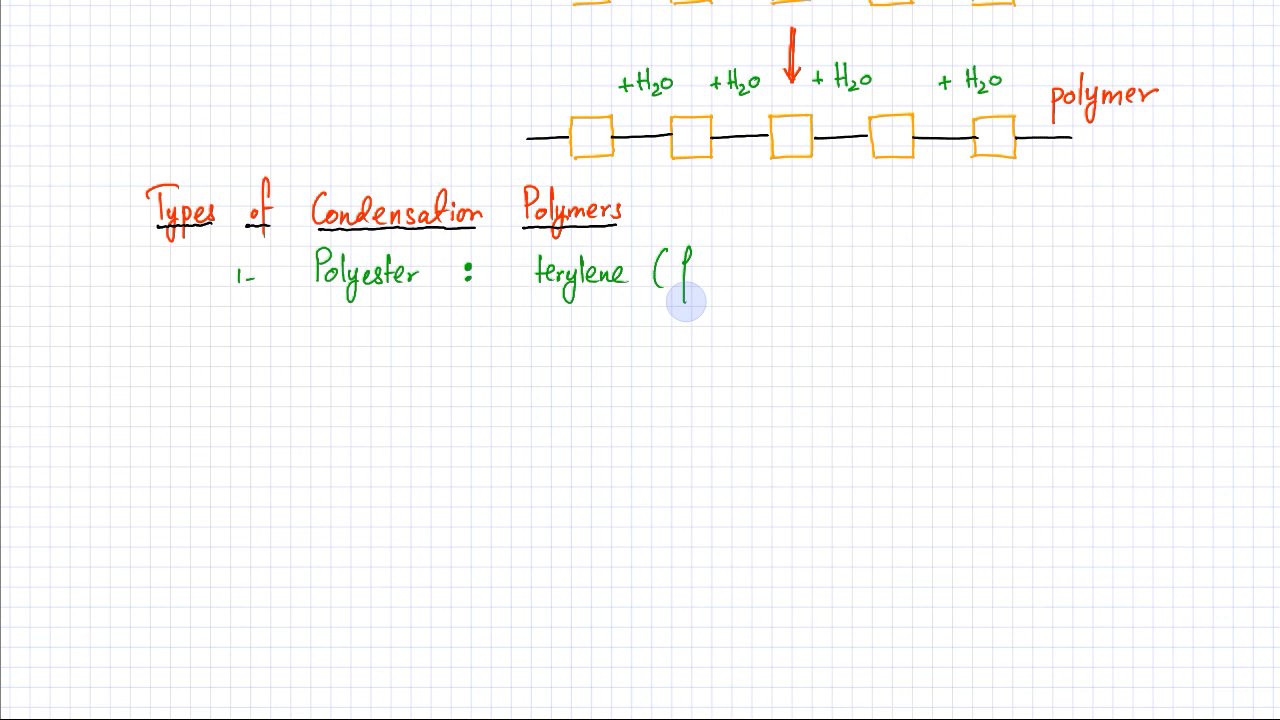 +H₂O +H₂O + H₂O + H₂O
polymer
Types of Condensation Polymers
1- Polyester : terylene (p